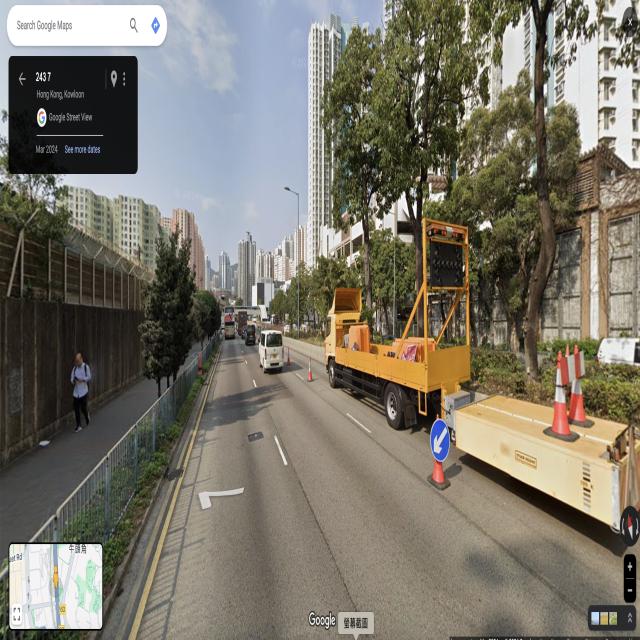 Search Google Maps
243 7
Hong Kong, Kowloon
Google Street View
Mar 2024 See more dates
牛頭角
Google
螢幕截圖